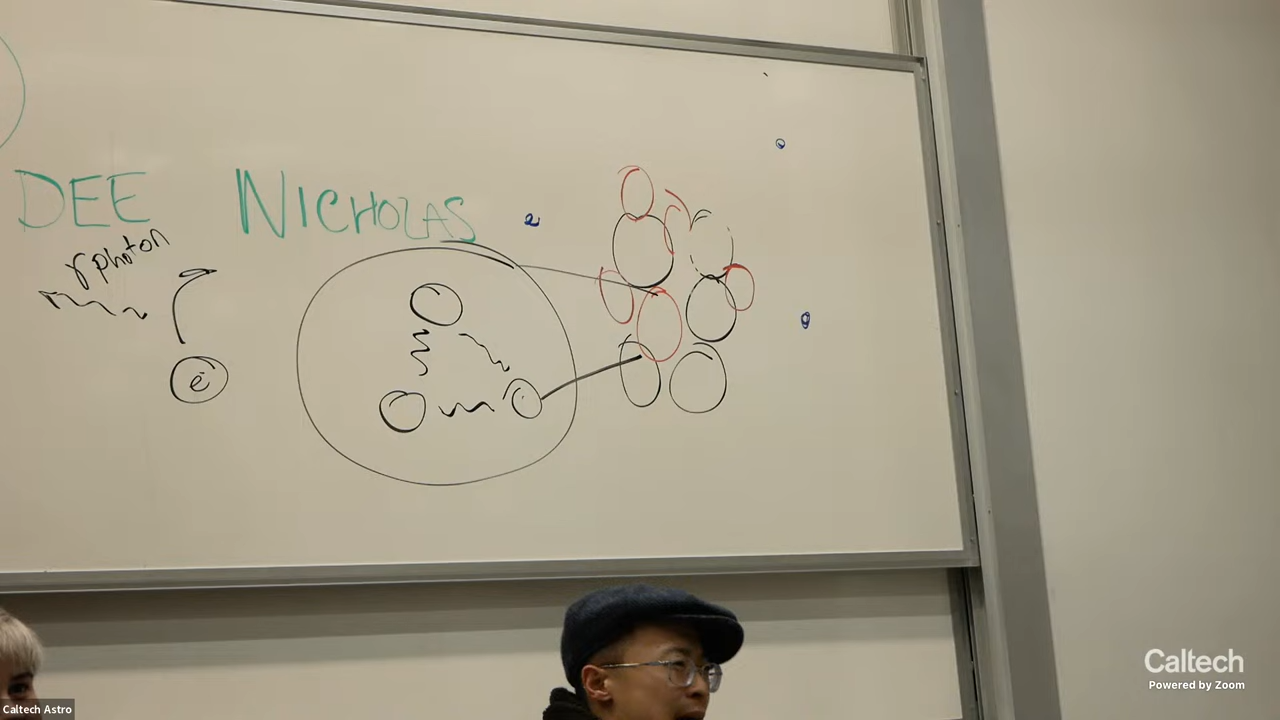 DEE NICHOLAS
γ photon
e⁻
Caltech
Powered by Zoom
Caltech Astro